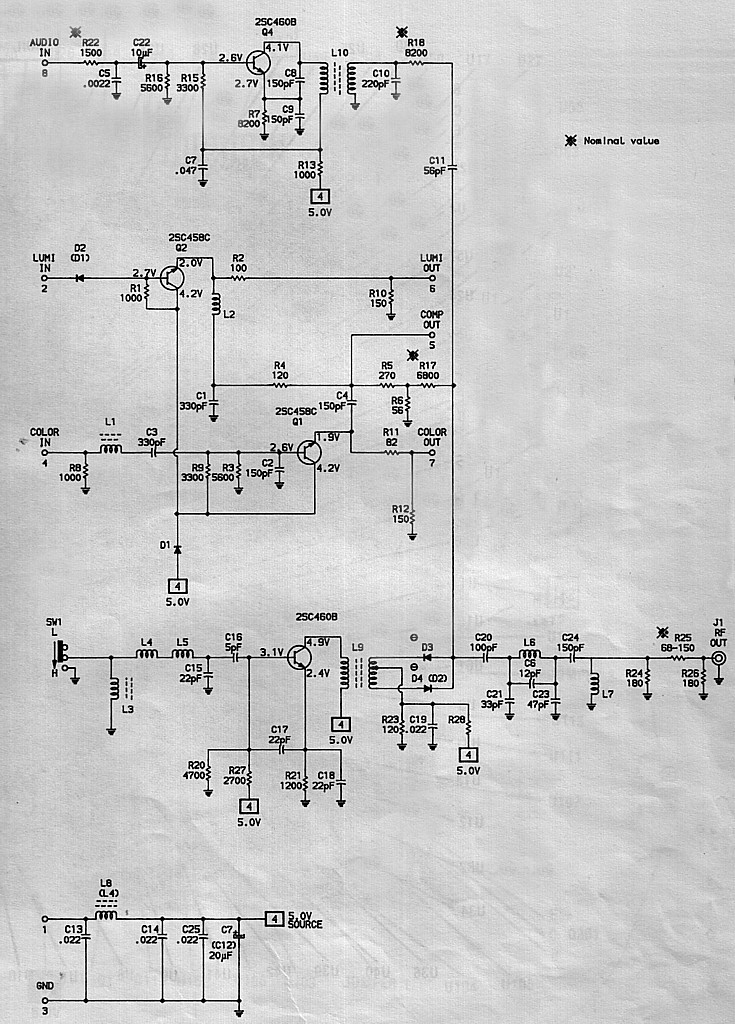 AUDIO
IN
8
R22
1500
C22
10µF
C5
.0022
R16
5600
R15
3300
2SC460B
Q4
2.6V
4.1V
2.7V
C8
150pF
R7
8200
C9
150pF
L10
C10
220pF
R18
8200
C7
.047
R13
1000
4
5.0V
C11
56pF
Nominal value
LUMI
IN
2
D2
(D1)
2.7V
R1
1000
2SC458C
Q2
2.0V
4.2V
R2
100
L2
R10
150
LUMI
OUT
6
COMP
OUT
5
R4
120
R5
270
R17
6800
R6
56
C1
330pF
C4
150pF
2SC458C
Q1
COLOR
IN
4
L1
C3
330pF
R8
1000
R9
3300
R3
5600
C2
150pF
2.6V
1.9V
4.2V
R11
82
COLOR
OUT
7
R12
150
D1
4
5.0V
SW1
L
H
L3
L4
L5
C15
22pF
C16
5pF
2SC460B
3.1V
4.9V
2.4V
L9
4
5.0V
D3
D4 (D2)
C20
100pF
L6
C6
12pF
C24
150pF
C21
33pF
C23
47pF
L7
R24
180
R25
68-150
R26
180
J1
RF
OUT
R23
120
C19
.022
R28
4
5.0V
C17
22pF
R20
4700
R27
2700
R21
1200
C18
22pF
4
5.0V
L8
(L4)
1
C13
.022
C14
.022
C25
.022
C7
(C12)
20µF
4
5.0V
SOURCE
GND
3